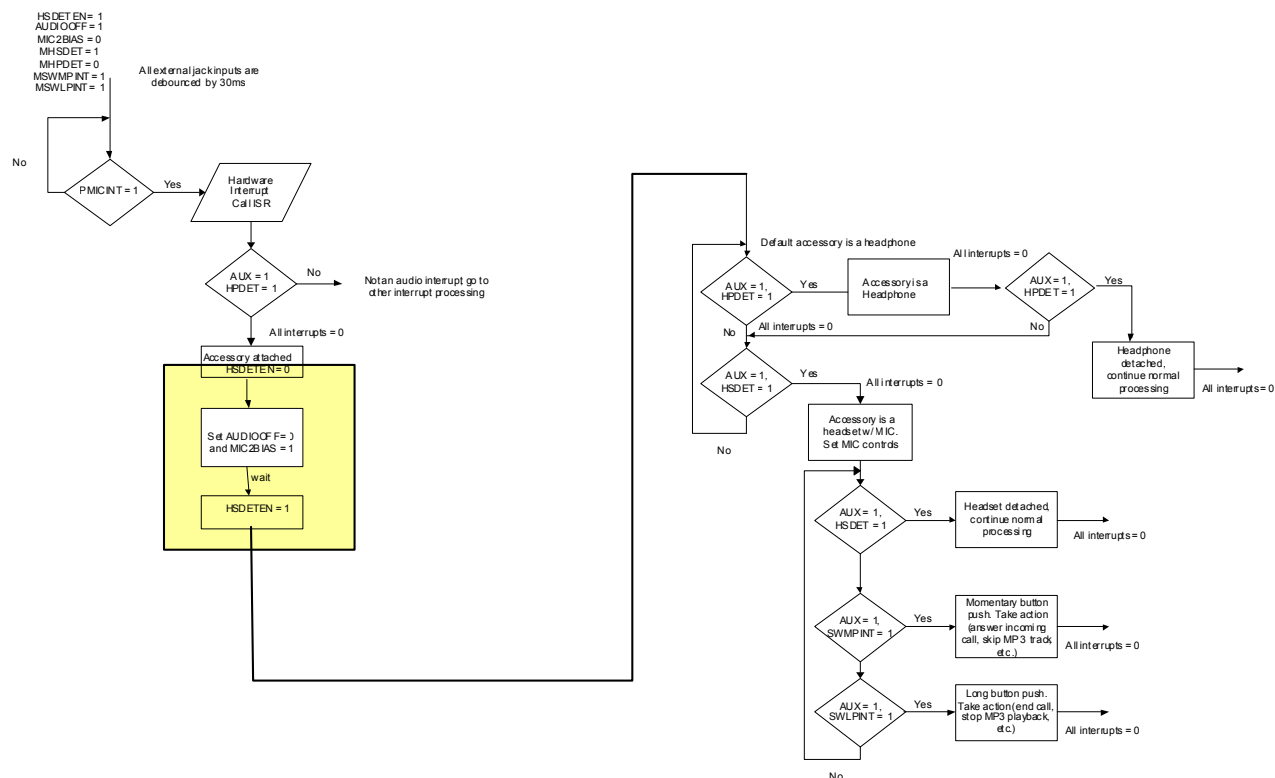 HSDETEN = 1
AUDIOOFF = 1
MIC2BIAS = 0
MHSDET = 1
MHPDET = 0
MSWMPINT = 1
MSWLPINT = 1
All external jack inputs are
debounced by 30ms
No
PMICINT = 1
Yes
Hardware
Interrupt
Call ISR
AUX = 1
HPDET = 1
No
Not an audio interrupt, go to
other interrupt processing
All interrupts = 0
Accessory attached
HSDETEN = 0
Set AUDIOOFF = 0
and MIC2BIAS = 1
wait
HSDETEN = 1
Default accessory is a headphone
AUX = 1,
HPDET = 1
Yes
Accessory is a
Headphone
All interrupts = 0
AUX = 1,
HPDET = 1
Yes
No
No
All interrupts = 0
Headphone
detached,
continue normal
processing
All interrupts = 0
AUX = 1,
HSDET = 1
Yes
All interrupts = 0
No
Accessory is a
headset w/ MIC.
Set MIC controls
AUX = 1,
HSDET = 1
Yes
Headset detached,
continue normal
processing
All interrupts = 0
AUX = 1,
SWMPINT = 1
Yes
Momentary button
push. Take action
(answer incoming
call, skip MP3 track,
etc.)
All interrupts = 0
AUX = 1,
SWLPINT = 1
Yes
Long button push.
Take action (end call,
stop MP3 playback,
etc.)
All interrupts = 0
No